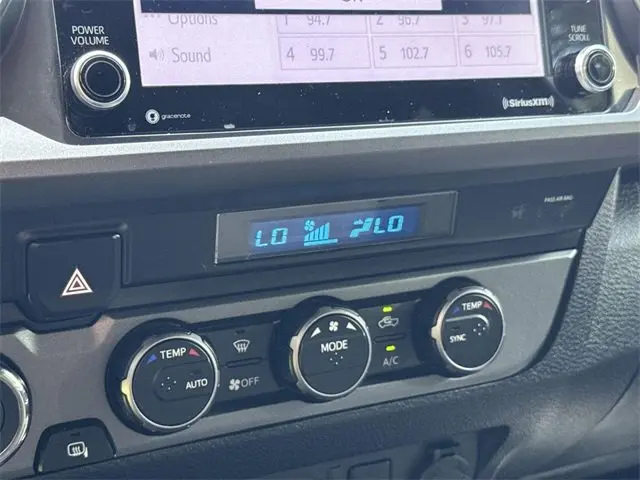 POWER
VOLUME
Options
1 94.7
2 96.7
3 97.1
TUNE
SCROLL
Sound
4 99.7
5 102.7
6 105.7
gracenote
SiriusXM
PASS AIR BAG
LO
LO
TEMP
AUTO
OFF
MODE
A/C
TEMP
SYNC